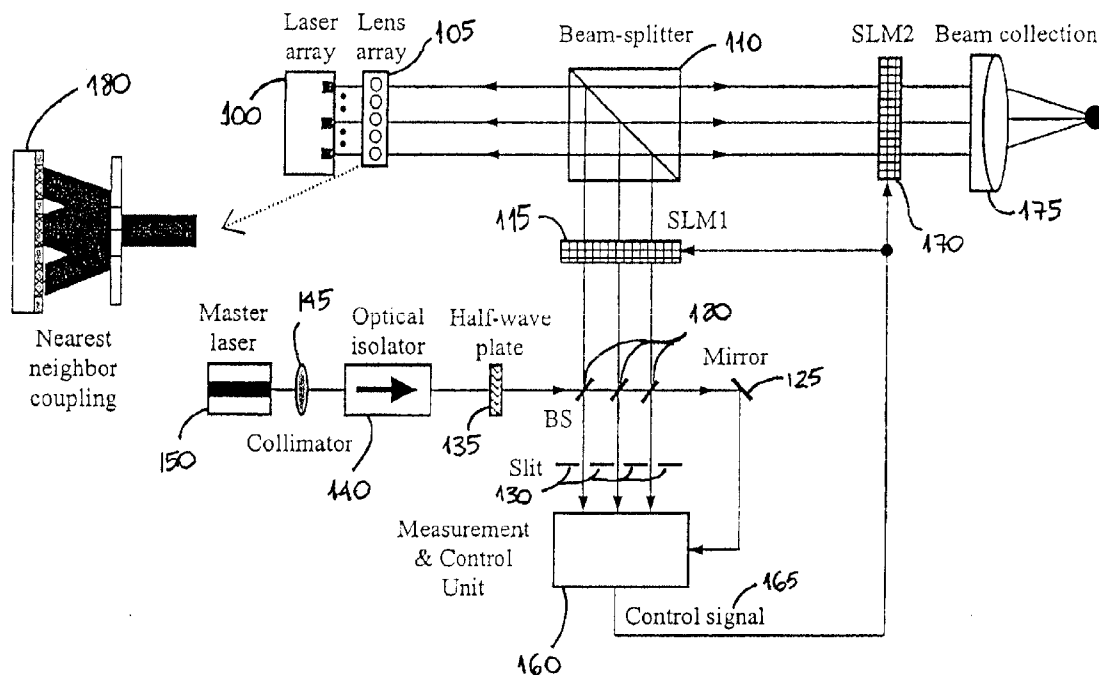 Laser
array
Lens
array
105
Beam-splitter
110
SLM2
Beam collection
180
100
115
SLM1
170
175
Nearest
neighbor
coupling
Master
laser
145
Optical
isolator
Half-wave
plate
120
Mirror
125
150
Collimator
140
135
BS
Slit
130
Measurement
& Control
Unit
160
Control signal
165